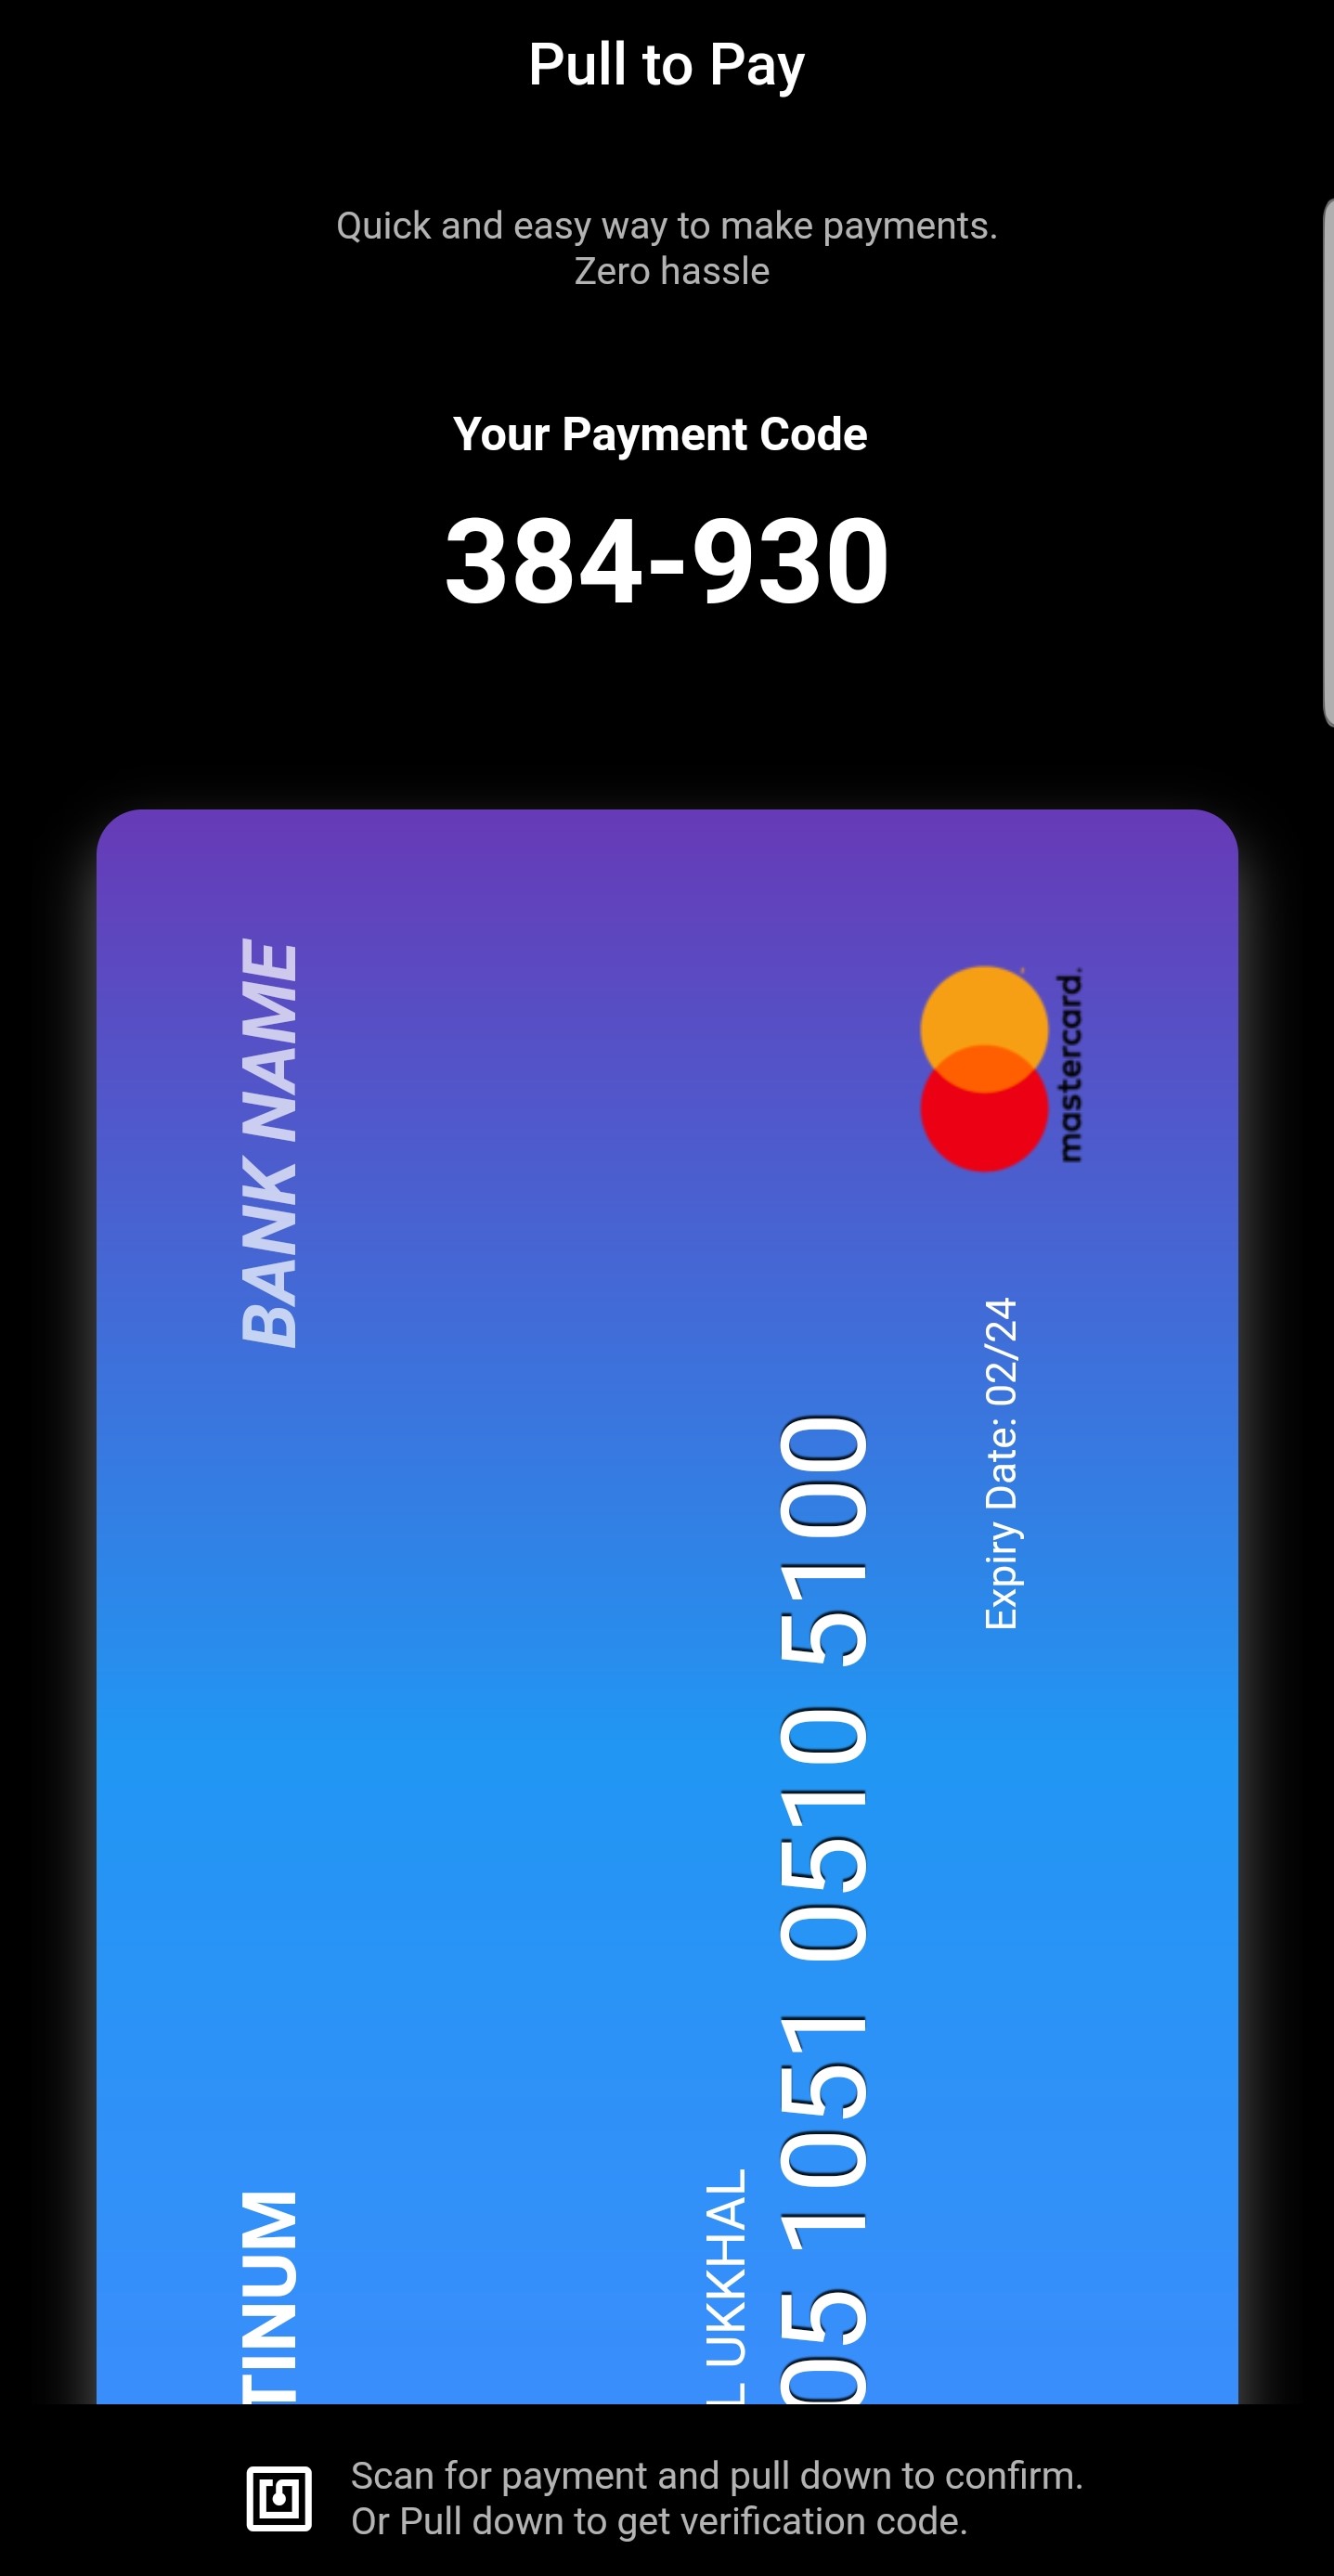 Pull to Pay
Quick and easy way to make payments.
Zero hassle
Your Payment Code
384-930
BANK NAME
mastercard.
Expiry Date: 02/24
05 1051 0510 5100
L UKKHAL
TINUM
Scan for payment and pull down to confirm.
Or Pull down to get verification code.